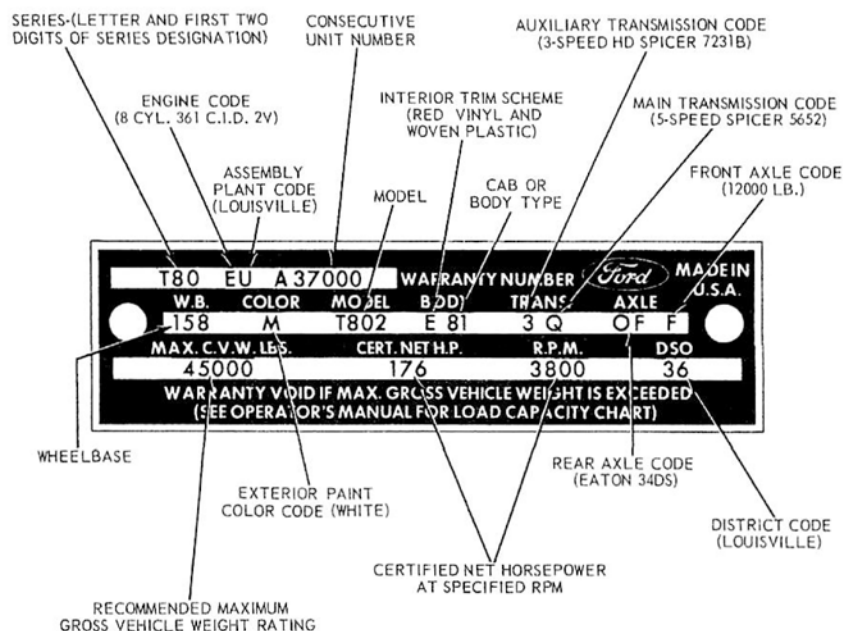 SERIES-(LETTER AND FIRST TWO
DIGITS OF SERIES DESIGNATION)
CONSECUTIVE
UNIT NUMBER
AUXILIARY TRANSMISSION CODE
(3-SPEED HD SPICER 7231B)
ENGINE CODE
(8 CYL. 361 C.I.D. 2V)
INTERIOR TRIM SCHEME
(RED VINYL AND
WOVEN PLASTIC)
MAIN TRANSMISSION CODE
(5-SPEED SPICER 5652)
ASSEMBLY
PLANT CODE
(LOUISVILLE)
MODEL
CAB OR
BODY TYPE
FRONT AXLE CODE
(12000 LB.)
T80 EU A 37000 WARRANTY NUMBER Ford MADE IN
U.S.A.
W.B. COLOR MODEL BODY TRANS. AXLE
158 M T802 E 81 3 Q OF F
MAX. C.V.W. LBS. CERT. NET H.P. R.P.M. DSO
45000 176 3800 36
WARRANTY VOID IF MAX. GROSS VEHICLE WEIGHT IS EXCEEDED
(SEE OPERATOR'S MANUAL FOR LOAD CAPACITY CHART)
WHEELBASE
EXTERIOR PAINT
COLOR CODE (WHITE)
REAR AXLE CODE
(EATON 34DS)
CERTIFIED NET HORSEPOWER
AT SPECIFIED RPM
DISTRICT CODE
(LOUISVILLE)
RECOMMENDED MAXIMUM
GROSS VEHICLE WEIGHT RATING